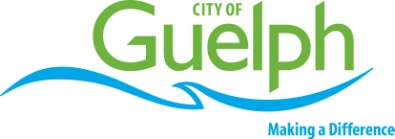 CITY OF
Guelph
Making a Difference